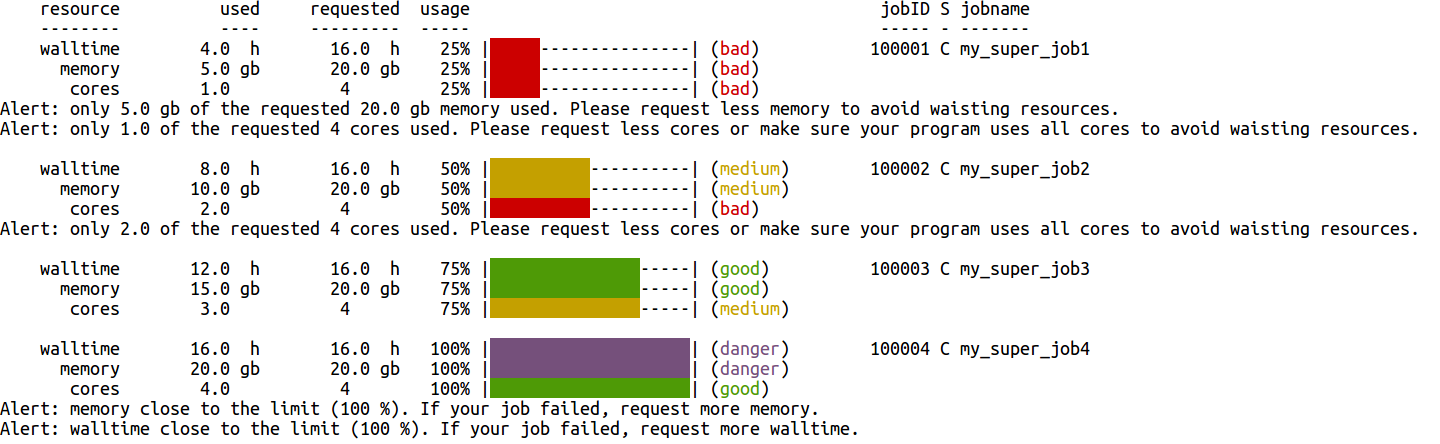 resource used requested usage jobID S jobname
-------- ---- --------- ----- ----- - -------
walltime 4.0 h 16.0 h 25% |---------------| (bad) 100001 C my_super_job1
memory 5.0 gb 20.0 gb 25% |---------------| (bad)
cores 1.0 4 25% |---------------| (bad)
Alert: only 5.0 gb of the requested 20.0 gb memory used. Please request less memory to avoid waisting resources.
Alert: only 1.0 of the requested 4 cores used. Please request less cores or make sure your program uses all cores to avoid waisting resources.
walltime 8.0 h 16.0 h 50% |----------| (medium) 100002 C my_super_job2
memory 10.0 gb 20.0 gb 50% |----------| (medium)
cores 2.0 4 50% |----------| (bad)
Alert: only 2.0 of the requested 4 cores used. Please request less cores or make sure your program uses all cores to avoid waisting resources.
walltime 12.0 h 16.0 h 75% |-----| (good) 100003 C my_super_job3
memory 15.0 gb 20.0 gb 75% |-----| (good)
cores 3.0 4 75% |-----| (medium)
walltime 16.0 h 16.0 h 100% || (danger) 100004 C my_super_job4
memory 20.0 gb 20.0 gb 100% || (danger)
cores 4.0 4 100% || (good)
Alert: memory close to the limit (100 %). If your job failed, request more memory.
Alert: walltime close to the limit (100 %). If your job failed, request more walltime.